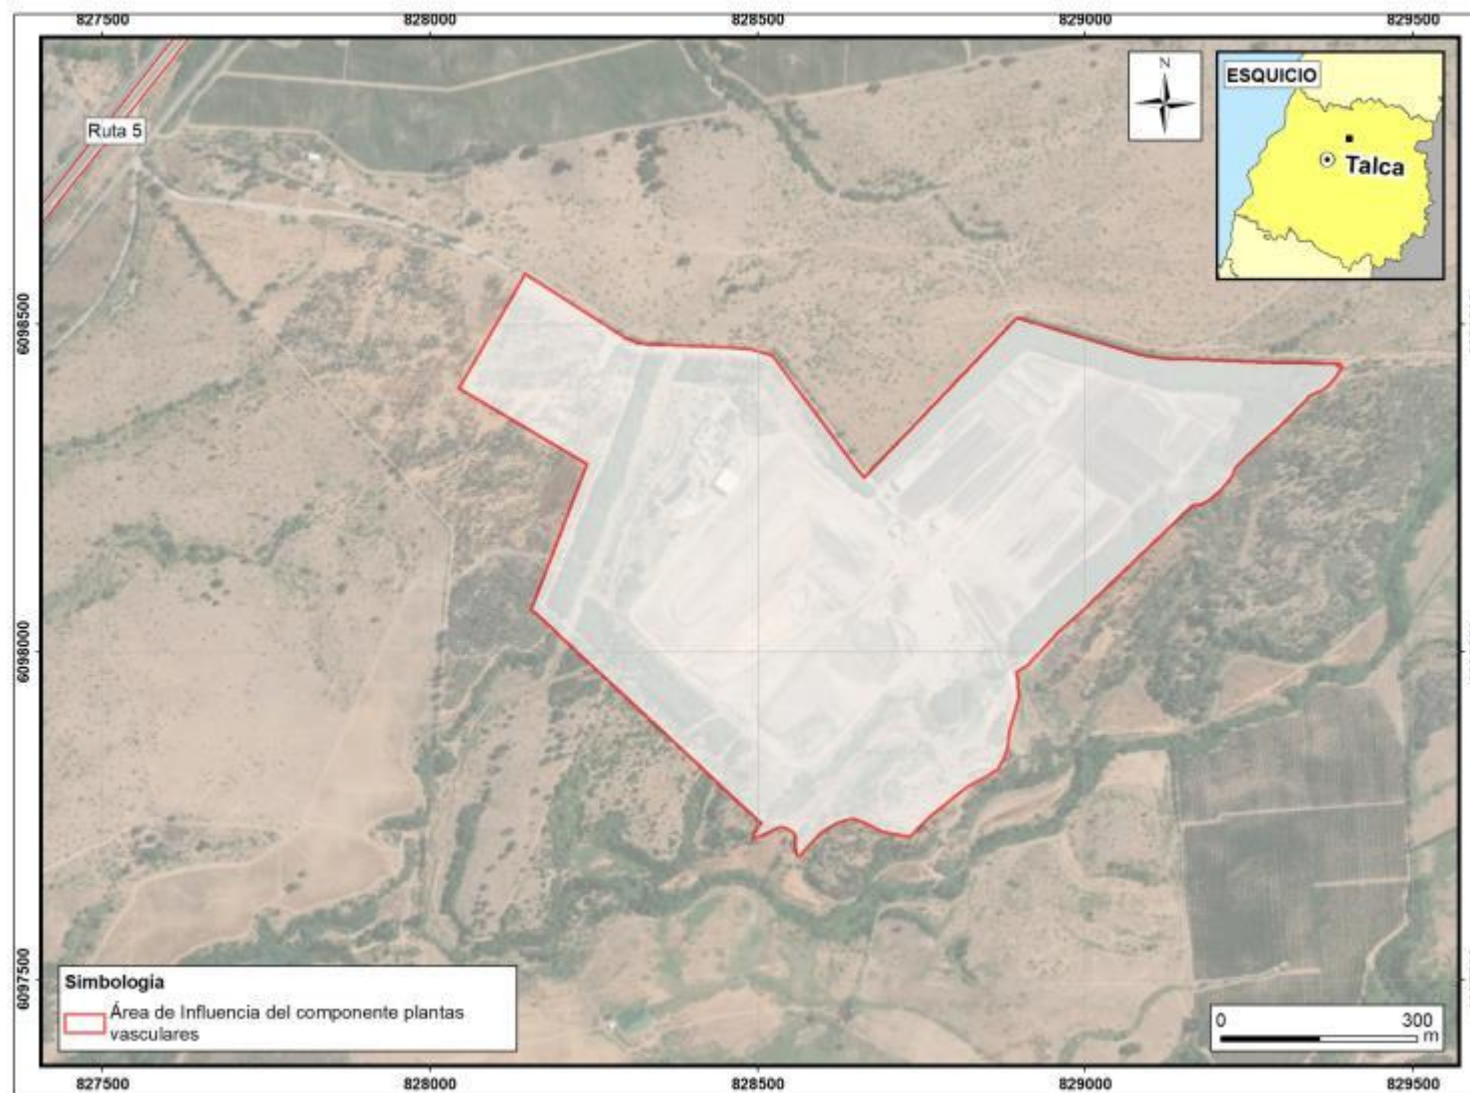 827500 828000 828500 829000 829500
N
ESQUICIO
Ruta 5
Talca
6098500
6098000
6097500
Simbología
Área de Influencia del componente plantas
vasculares
0 300
m
827500 828000 828500 829000 829500